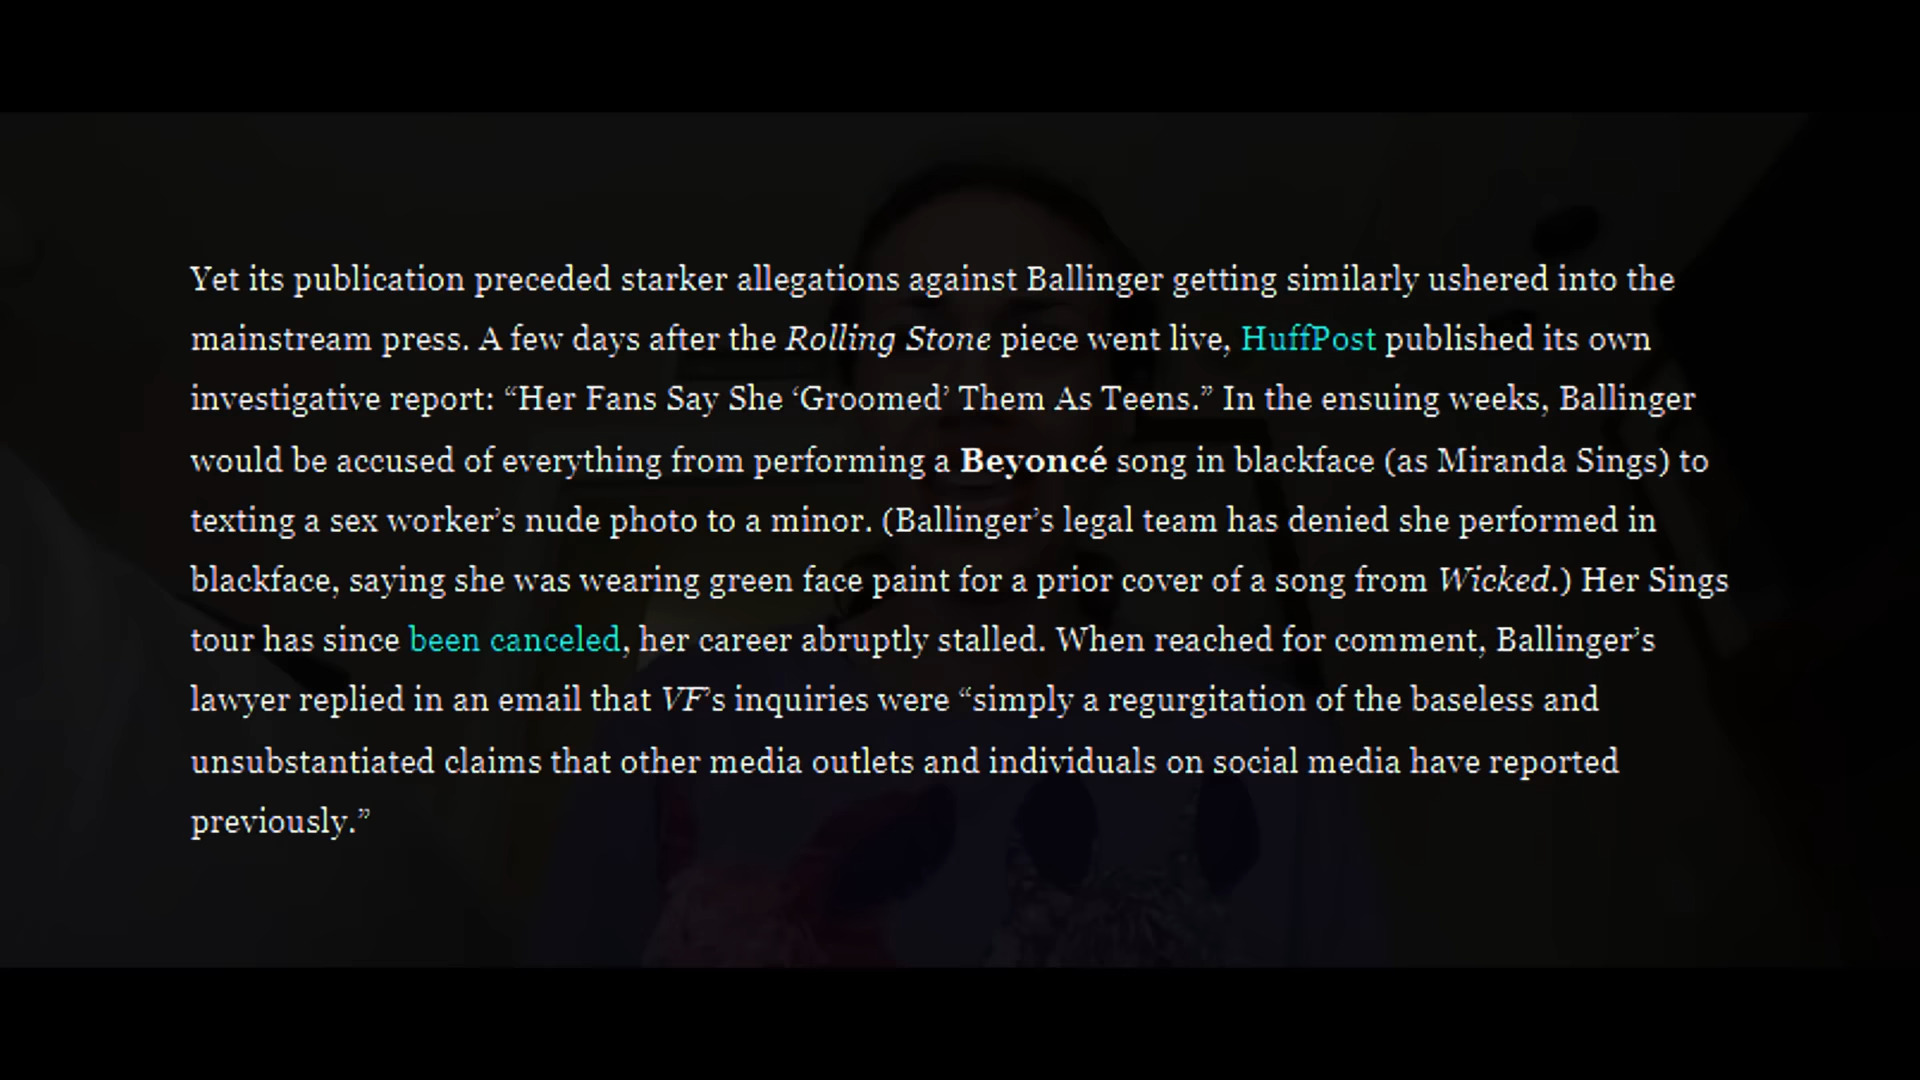 Yet its publication preceded starker allegations against Ballinger getting similarly ushered into the
mainstream press. A few days after the Rolling Stone piece went live, HuffPost published its own
investigative report: “Her Fans Say She ‘Groomed’ Them As Teens.” In the ensuing weeks, Ballinger
would be accused of everything from performing a Beyoncé song in blackface (as Miranda Sings) to
texting a sex worker’s nude photo to a minor. (Ballinger’s legal team has denied she performed in
blackface, saying she was wearing green face paint for a prior cover of a song from Wicked.) Her Sings
tour has since been canceled, her career abruptly stalled. When reached for comment, Ballinger’s
lawyer replied in an email that VF’s inquiries were “simply a regurgitation of the baseless and
unsubstantiated claims that other media outlets and individuals on social media have reported
previously.”